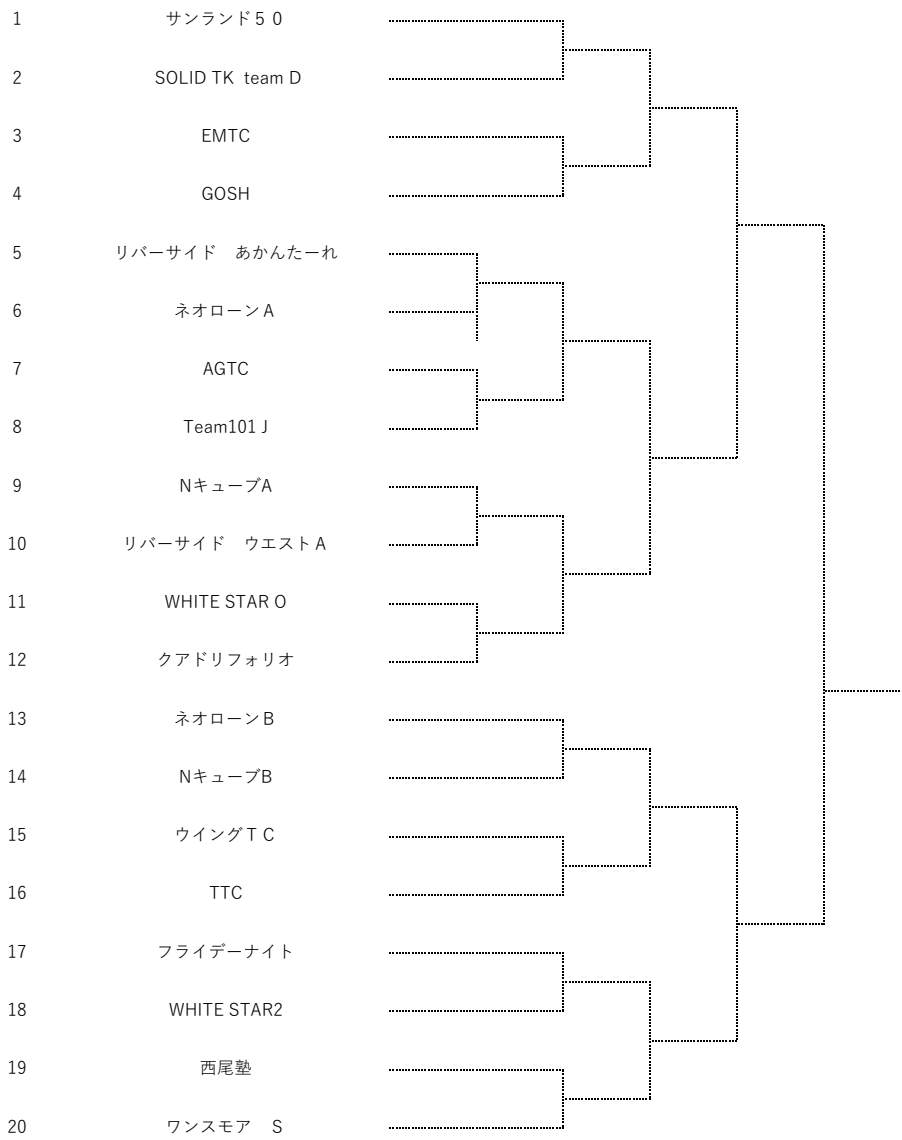 1 サンランド５０
2 SOLID TK team D
3 EMTC
4 GOSH
5 リバーサイド　あかんたーれ
6 ネオローンＡ
7 AGTC
8 Team101 J
9 NキューブA
10 リバーサイド　ウエストＡ
11 WHITE STAR O
12 クアドリフォリオ
13 ネオローンＢ
14 NキューブB
15 ウイングＴＣ
16 TTC
17 フライデーナイト
18 WHITE STAR2
19 西尾塾
20 ワンスモア　Ｓ